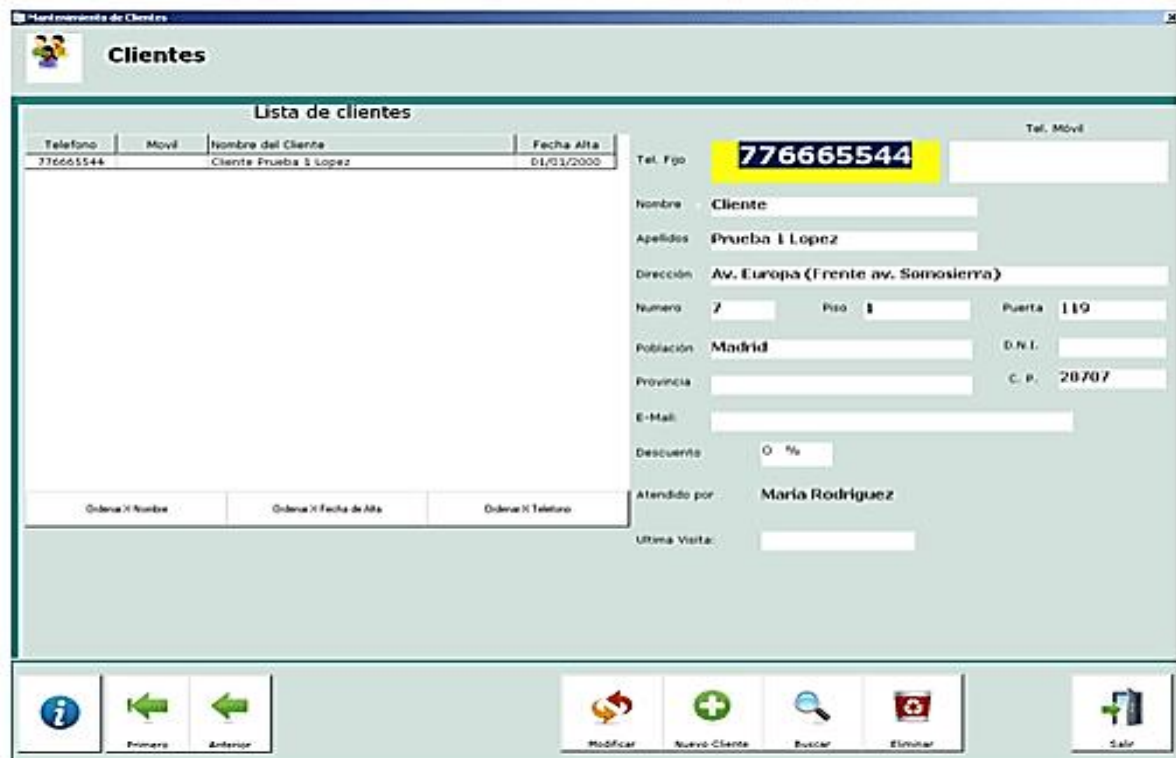 Mantenimiento de Clientes
Clientes
Lista de clientes
Telefono Movil Nombre del Cliente Fecha Alta
776665544 Cliente Prueba 1 Lopez 01/01/2000
Ordenar X Nombre Ordenar X Fecha de Alta Ordenar X Telefono
Tel. Móvil
Tel. Fijo 776665544
Nombre Cliente
Apellidos Prueba 1 Lopez
Dirección Av. Europa (Frente av. Somosierra)
Numero 7 Piso 1 Puerta 119
Población Madrid D.N.I.
Provincia C. P. 28707
E-Mail:
Descuento 0 %
Atendido por Maria Rodriguez
Ultima Visita:
Primero Anterior Modificar Nuevo Cliente Buscar Eliminar Salir